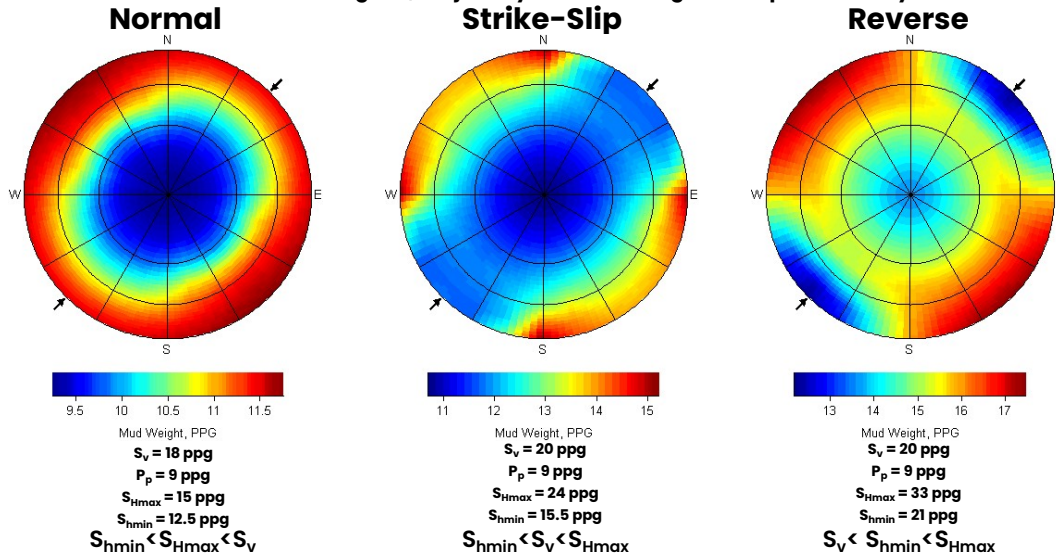 Normal
Strike-Slip
Reverse
N
W
E
S
N
W
E
S
N
W
E
S
9.5 10 10.5 11 11.5
Mud Weight, PPG
11 12 13 14 15
Mud Weight, PPG
13 14 15 16 17
Mud Weight, PPG
Sv = 18 ppg
Pp = 9 ppg
SHmax = 15 ppg
Shmin = 12.5 ppg
Shmin < SHmax < Sv
Sv = 20 ppg
Pp = 9 ppg
SHmax = 24 ppg
Shmin = 15.5 ppg
Shmin < Sv < SHmax
Sv = 20 ppg
Pp = 9 ppg
SHmax = 33 ppg
Shmin = 21 ppg
Sv < Shmin < SHmax